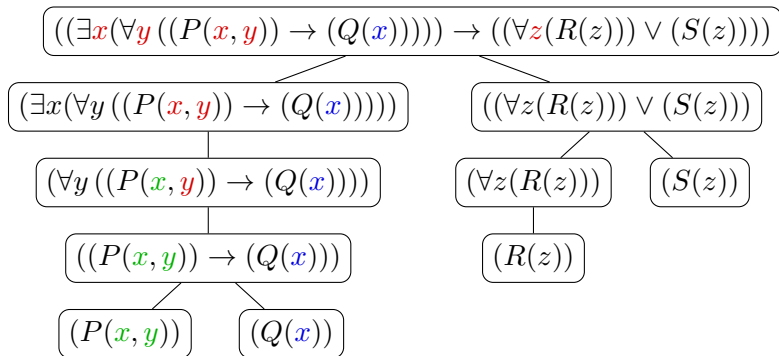 ((∃x(∀y ((P(x, y)) → (Q(x))))) → ((∀z(R(z))) ∨ (S(z))))
(∃x(∀y ((P(x, y)) → (Q(x)))))
((∀z(R(z))) ∨ (S(z)))
(∀y ((P(x, y)) → (Q(x))))
(∀z(R(z)))
(S(z))
((P(x, y)) → (Q(x)))
(R(z))
(P(x, y))
(Q(x))